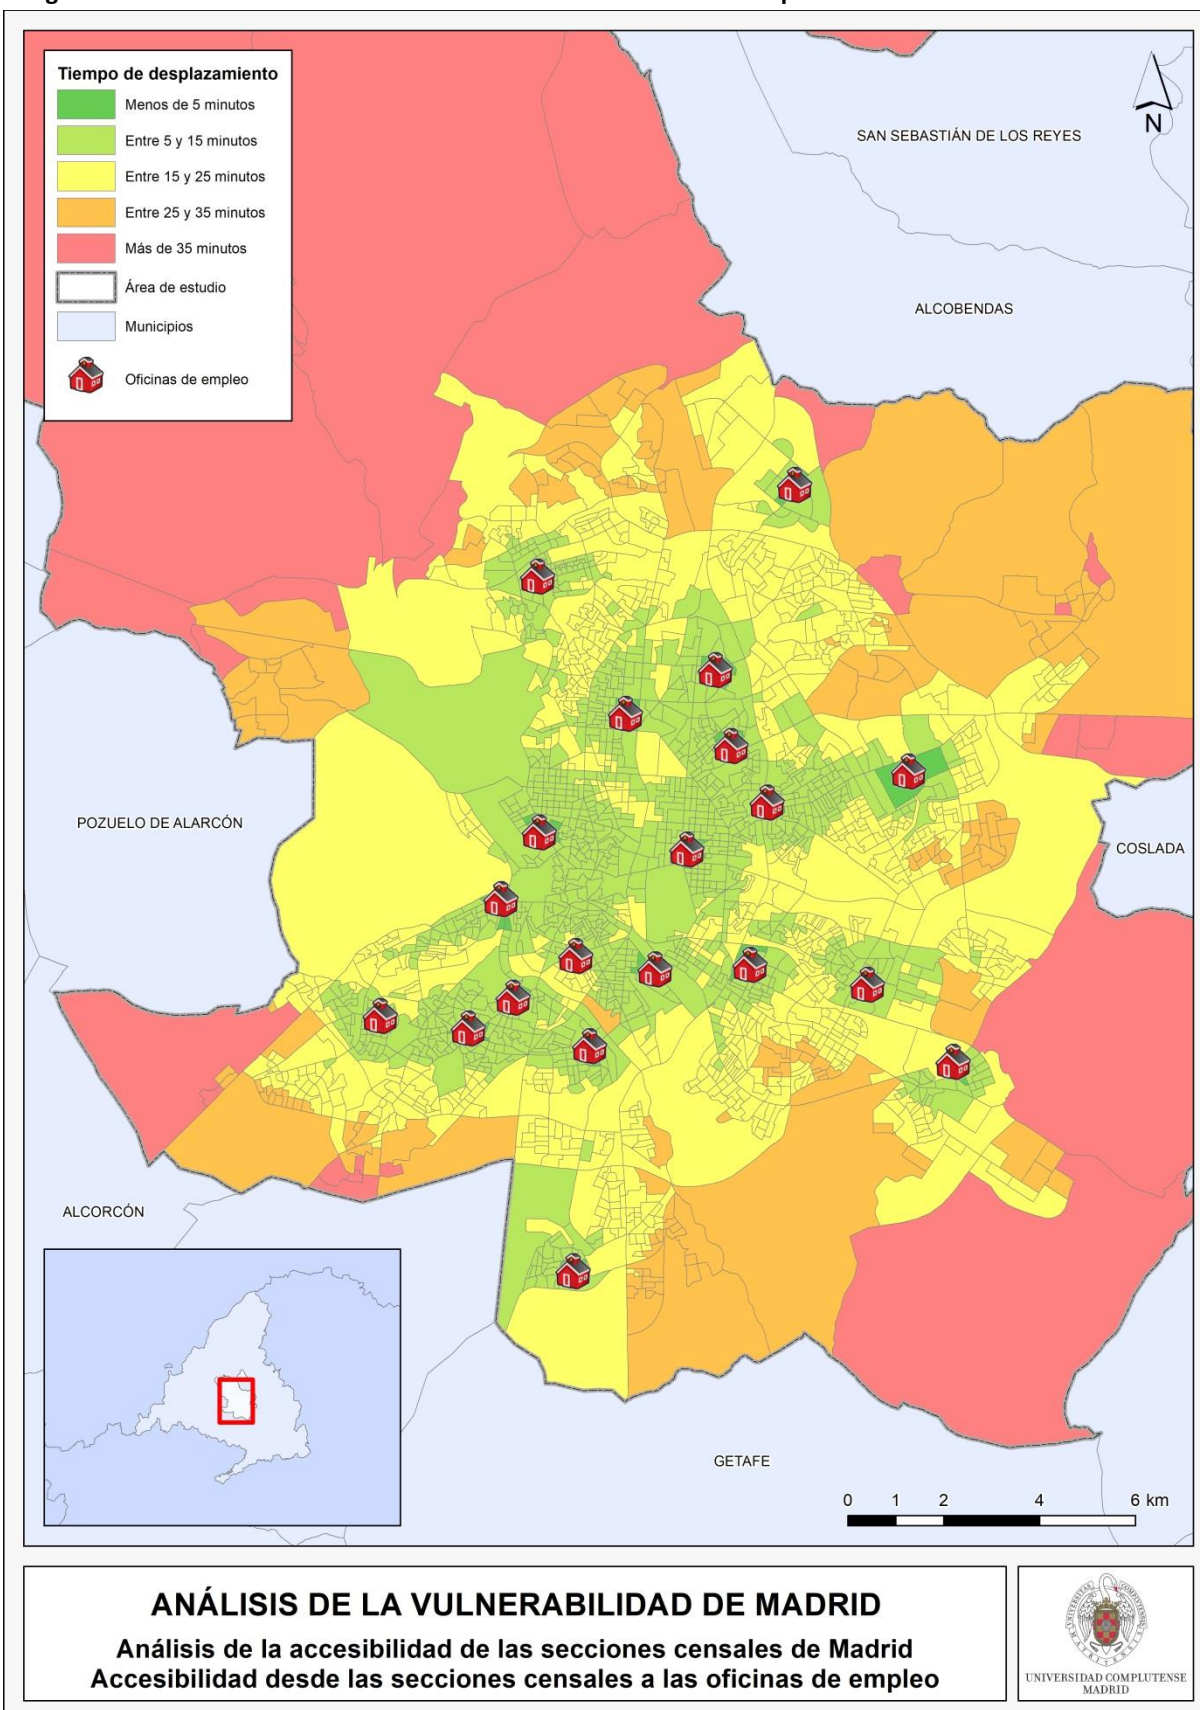 Tiempo de desplazamiento
Menos de 5 minutos
Entre 5 y 15 minutos
Entre 15 y 25 minutos
Entre 25 y 35 minutos
Más de 35 minutos
Área de estudio
Municipios
Oficinas de empleo
N
SAN SEBASTIÁN DE LOS REYES
ALCOBENDAS
POZUELO DE ALARCÓN
COSLADA
ALCORCÓN
GETAFE
0 1 2 4 6 km
ANÁLISIS DE LA VULNERABILIDAD DE MADRID
Análisis de la accesibilidad de las secciones censales de Madrid
Accesibilidad desde las secciones censales a las oficinas de empleo
UNIVERSIDAD COMPLUTENSE
MADRID